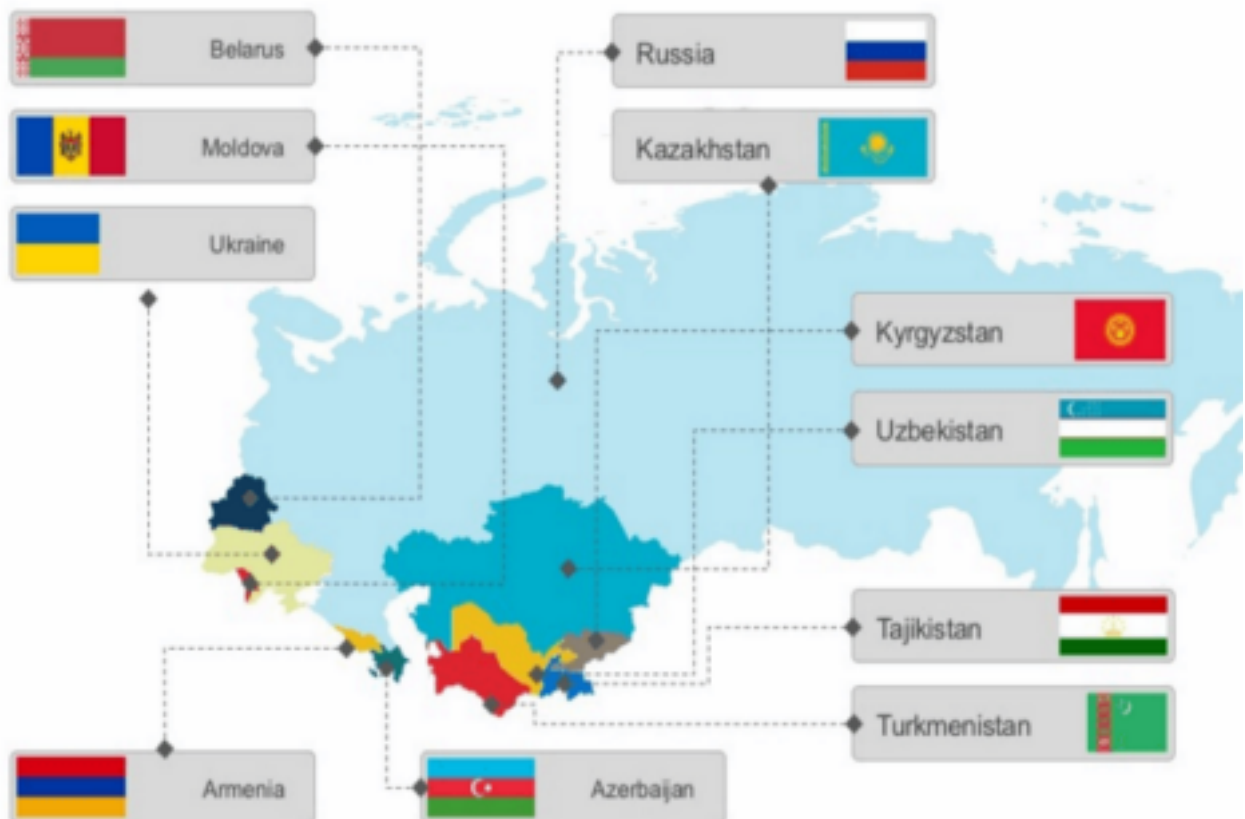 Belarus
Russia
Moldova
Kazakhstan
Ukraine
Kyrgyzstan
Uzbekistan
Tajikistan
Turkmenistan
Armenia
Azerbaijan